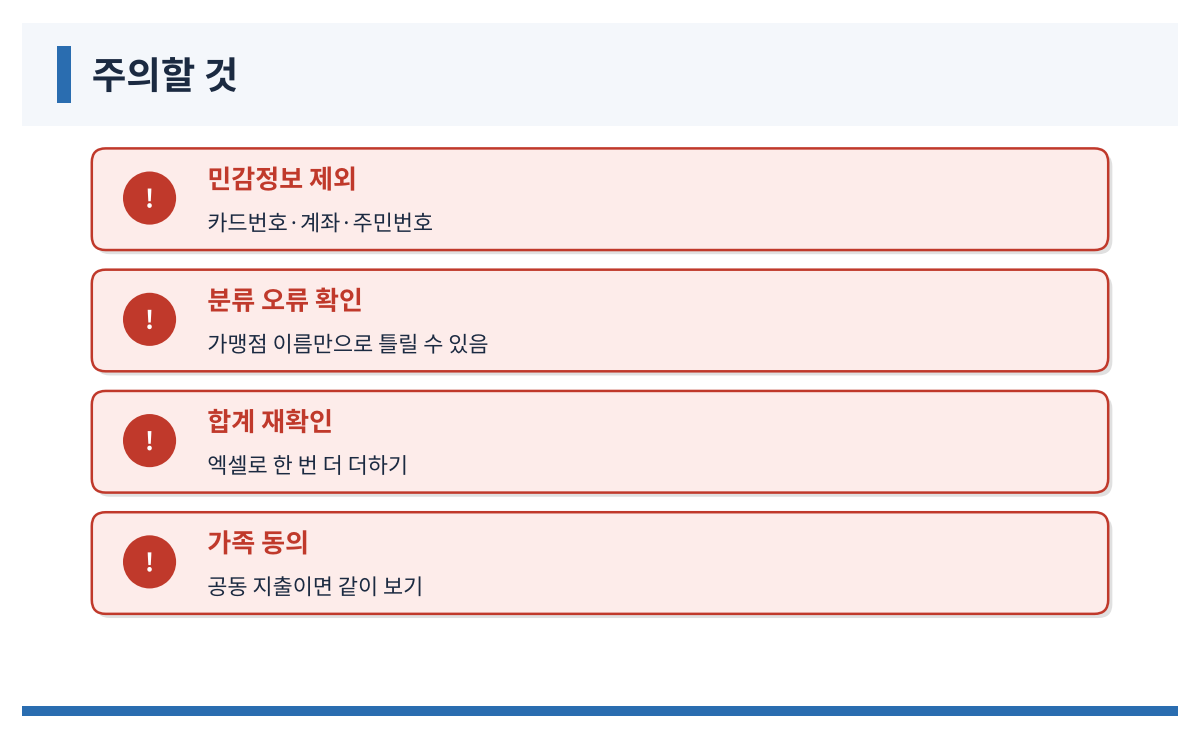 주의할 것
!
민감정보 제외
카드번호·계좌·주민번호
!
분류 오류 확인
가맹점 이름만으로 틀릴 수 있음
!
합계 재확인
엑셀로 한 번 더 더하기
!
가족 동의
공동 지출이면 같이 보기